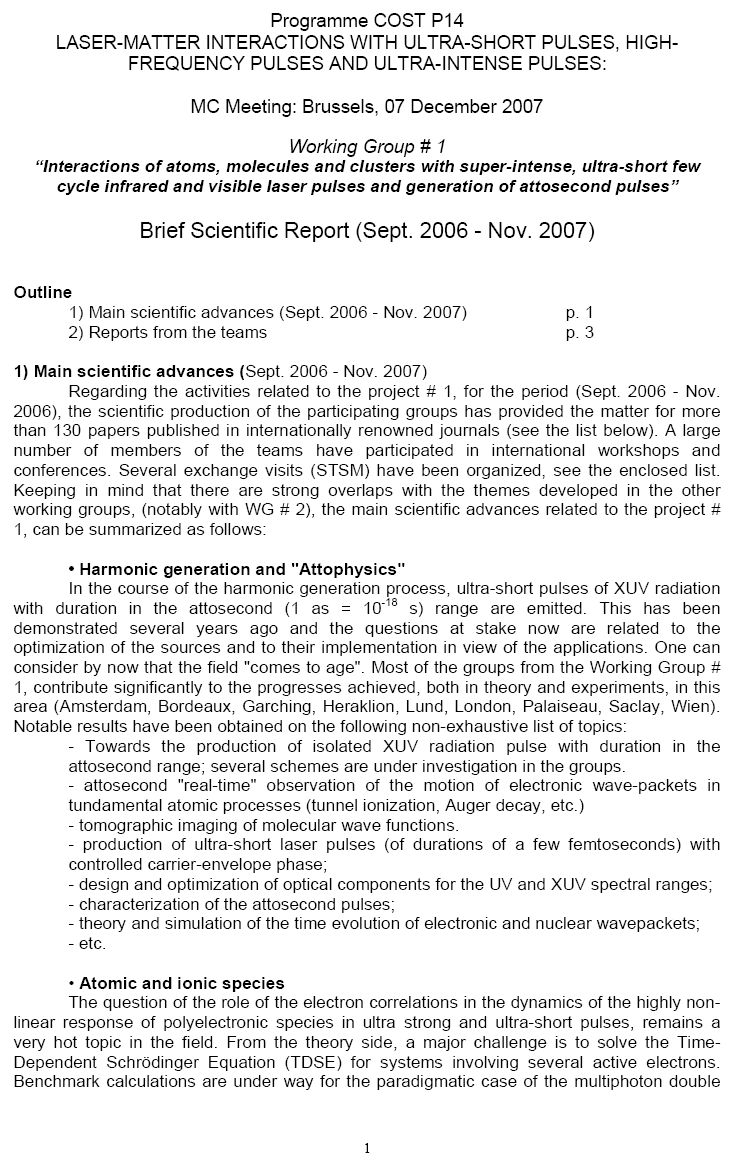 Programme COST P14
LASER-MATTER INTERACTIONS WITH ULTRA-SHORT PULSES, HIGH-
FREQUENCY PULSES AND ULTRA-INTENSE PULSES:
MC Meeting: Brussels, 07 December 2007
Working Group # 1
“Interactions of atoms, molecules and clusters with super-intense, ultra-short few
cycle infrared and visible laser pulses and generation of attosecond pulses”
Brief Scientific Report (Sept. 2006 - Nov. 2007)
Outline
1) Main scientific advances (Sept. 2006 - Nov. 2007) p. 1
2) Reports from the teams p. 3
1) Main scientific advances (Sept. 2006 - Nov. 2007)
Regarding the activities related to the project # 1, for the period (Sept. 2006 - Nov.
2006), the scientific production of the participating groups has provided the matter for more
than 130 papers published in internationally renowned journals (see the list below). A large
number of members of the teams have participated in international workshops and
conferences. Several exchange visits (STSM) have been organized, see the enclosed list.
Keeping in mind that there are strong overlaps with the themes developed in the other
working groups, (notably with WG # 2), the main scientific advances related to the project #
1, can be summarized as follows:
• Harmonic generation and "Attophysics"
In the course of the harmonic generation process, ultra-short pulses of XUV radiation
with duration in the attosecond (1 as = 10⁻¹⁸ s) range are emitted. This has been
demonstrated several years ago and the questions at stake now are related to the
optimization of the sources and to their implementation in view of the applications. One can
consider by now that the field "comes to age". Most of the groups from the Working Group #
1, contribute significantly to the progresses achieved, both in theory and experiments, in this
area (Amsterdam, Bordeaux, Garching, Heraklion, Lund, London, Palaiseau, Saclay, Wien).
Notable results have been obtained on the following non-exhaustive list of topics:
- Towards the production of isolated XUV radiation pulse with duration in the
attosecond range; several schemes are under investigation in the groups.
- attosecond "real-time" observation of the motion of electronic wave-packets in
tundamental atomic processes (tunnel ionization, Auger decay, etc.)
- tomographic imaging of molecular wave functions.
- production of ultra-short laser pulses (of durations of a few femtoseconds) with
controlled carrier-envelope phase;
- design and optimization of optical components for the UV and XUV spectral ranges;
- characterization of the attosecond pulses;
- theory and simulation of the time evolution of electronic and nuclear wavepackets;
- etc.
• Atomic and ionic species
The question of the role of the electron correlations in the dynamics of the highly non-
linear response of polyelectronic species in ultra strong and ultra-short pulses, remains a
very hot topic in the field. From the theory side, a major challenge is to solve the Time-
Dependent Schrödinger Equation (TDSE) for systems involving several active electrons.
Benchmark calculations are under way for the paradigmatic case of the multiphoton double
1